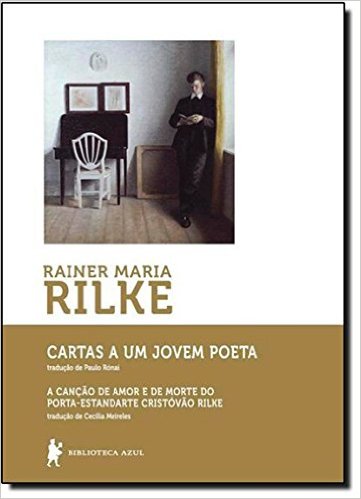 RAINER MARIA
RILKE
CARTAS A UM JOVEM POETA
tradução de Paulo Rónai
A CANÇÃO DE AMOR E DE MORTE DO
PORTA-ESTANDARTE CRISTÓVÃO RILKE
tradução de Cecília Meireles
BIBLIOTECA AZUL